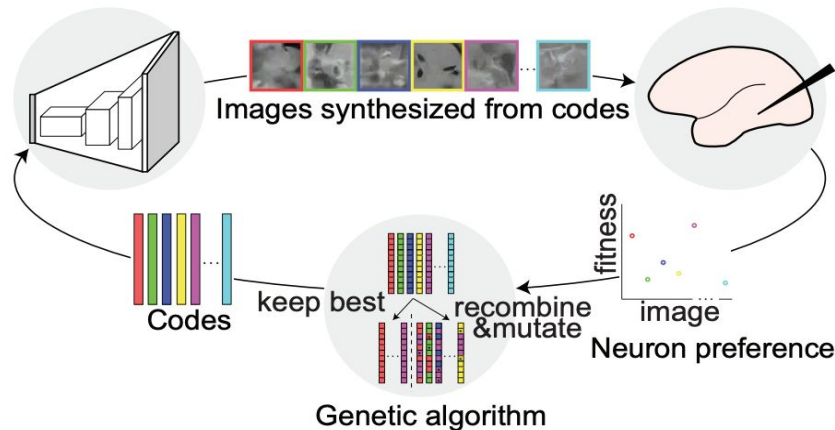 Images synthesized from codes
fitness
image
Neuron preference
keep best
recombine
&mutate
Codes
Genetic algorithm